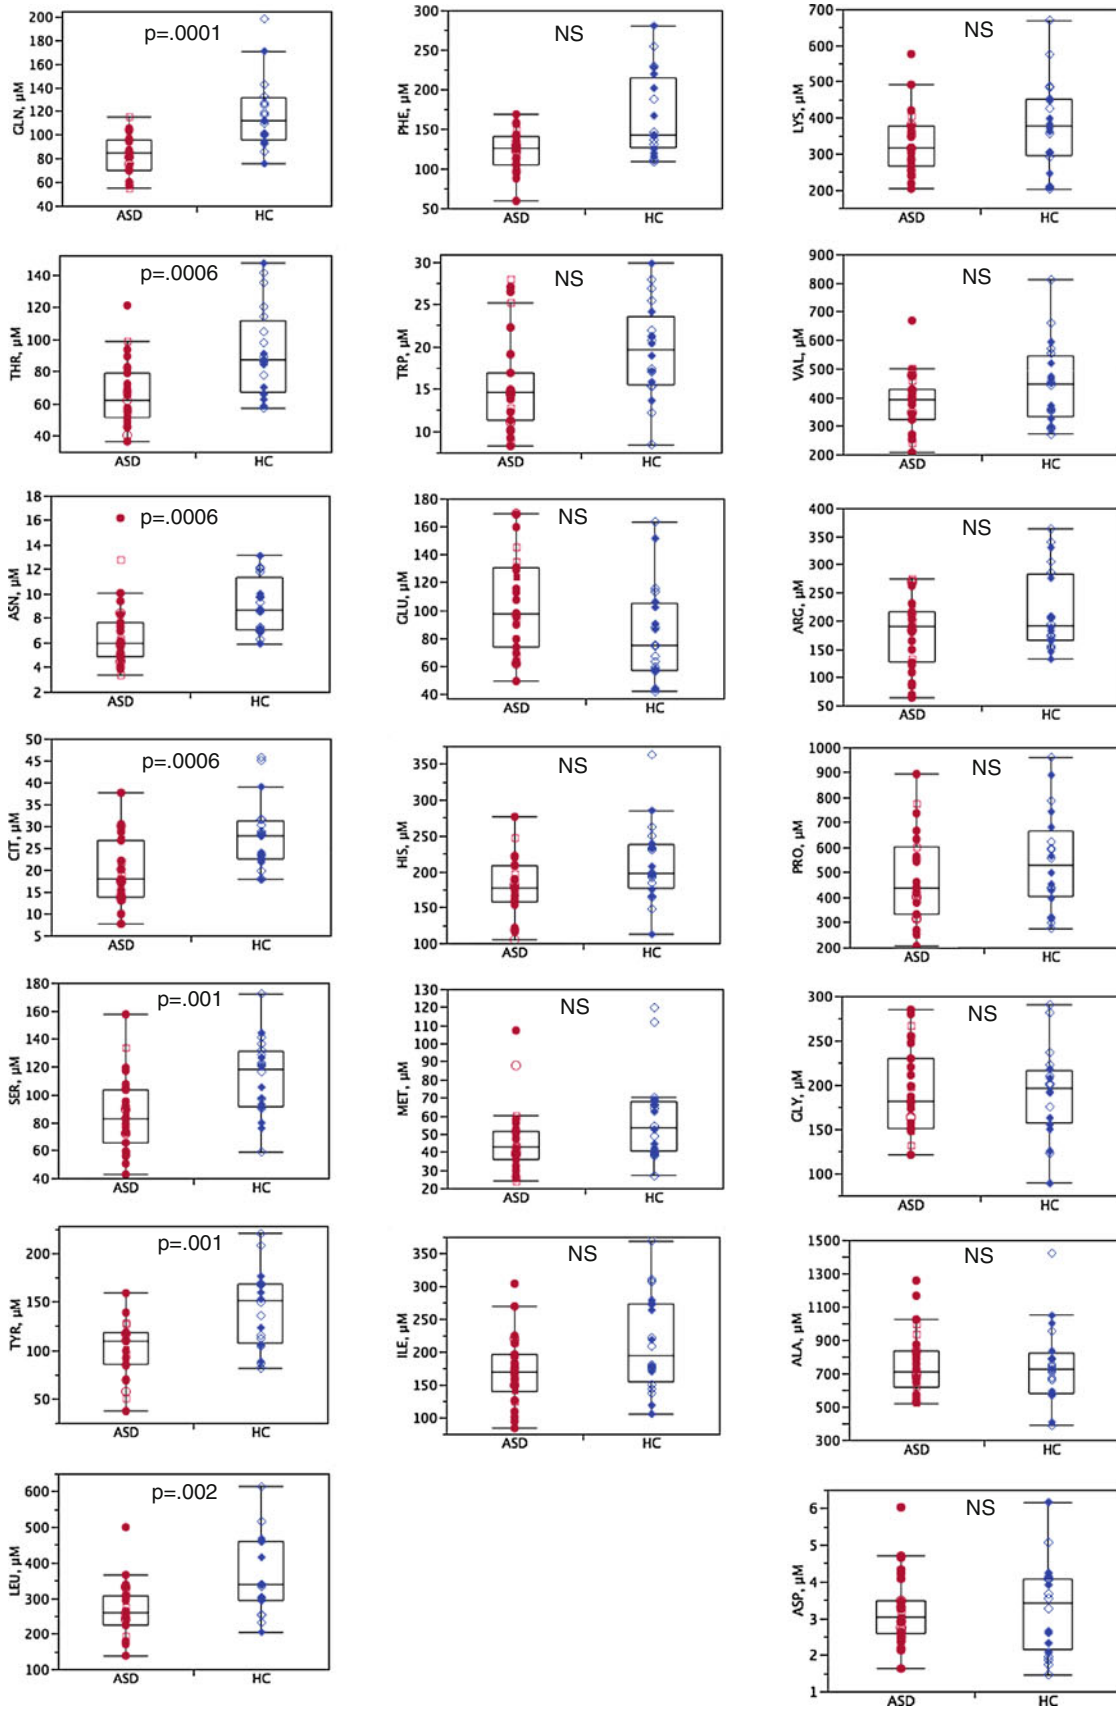 p=.0001
GLN, µM
200
180
160
140
120
100
80
60
40
ASD HC
NS
PHE, µM
300
250
200
150
100
50
ASD HC
NS
LYS, µM
700
600
500
400
300
200
ASD HC
p=.0006
THR, µM
140
120
100
80
60
40
ASD HC
NS
TRP, µM
30
25
20
15
10
ASD HC
NS
VAL, µM
900
800
700
600
500
400
300
200
ASD HC
p=.0006
ASN, µM
18
16
14
12
10
8
6
4
2
ASD HC
NS
GLU, µM
180
160
140
120
100
80
60
40
ASD HC
NS
ARG, µM
400
350
300
250
200
150
100
50
ASD HC
p=.0006
CIT, µM
50
45
40
35
30
25
20
15
10
5
ASD HC
NS
HIS, µM
350
300
250
200
150
100
ASD HC
NS
PRO, µM
1000
900
800
700
600
500
400
300
200
ASD HC
p=.001
SER, µM
180
160
140
120
100
80
60
40
ASD HC
NS
MET, µM
130
120
110
100
90
80
70
60
50
40
30
20
ASD HC
NS
GLY, µM
300
250
200
150
100
ASD HC
p=.001
TYR, µM
200
150
100
50
ASD HC
NS
ILE, µM
350
300
250
200
150
100
ASD HC
NS
ALA, µM
1500
1300
1100
900
700
500
300
ASD HC
p=.002
LEU, µM
600
500
400
300
200
100
ASD HC
NS
ASP, µM
6
5
4
3
2
1
ASD HC